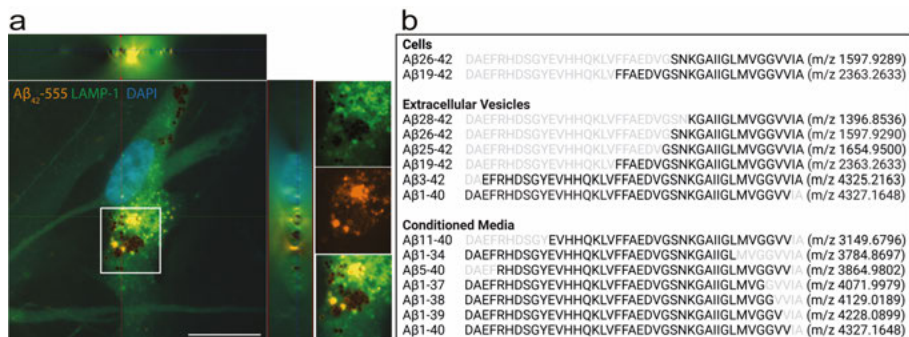 a
Aβ42-555 LAMP-1 DAPI
b
Cells
Aβ26-42 DAEFRHDSGYEVHHQKLVFFAEDVGSNKGAIIGLMVGGVVIA (m/z 1597.9289)
Aβ19-42 DAEFRHDSGYEVHHQKLVFFAEDVGSNKGAIIGLMVGGVVIA (m/z 2363.2633)
Extracellular Vesicles
Aβ28-42 DAEFRHDSGYEVHHQKLVFFAEDVGSNKGAIIGLMVGGVVIA (m/z 1396.8536)
Aβ26-42 DAEFRHDSGYEVHHQKLVFFAEDVGSNKGAIIGLMVGGVVIA (m/z 1597.9290)
Aβ25-42 DAEFRHDSGYEVHHQKLVFFAEDVGSNKGAIIGLMVGGVVIA (m/z 1654.9500)
Aβ19-42 DAEFRHDSGYEVHHQKLVFFAEDVGSNKGAIIGLMVGGVVIA (m/z 2363.2633)
Aβ3-42 DAEFRHDSGYEVHHQKLVFFAEDVGSNKGAIIGLMVGGVVIA (m/z 4325.2163)
Aβ1-40 DAEFRHDSGYEVHHQKLVFFAEDVGSNKGAIIGLMVGGVVIA (m/z 4327.1648)
Conditioned Media
Aβ11-40 DAEFRHDSGYEVHHQKLVFFAEDVGSNKGAIIGLMVGGVVIA (m/z 3149.6796)
Aβ1-34 DAEFRHDSGYEVHHQKLVFFAEDVGSNKGAIIGLMVGGVVIA (m/z 3784.8697)
Aβ5-40 DAEFRHDSGYEVHHQKLVFFAEDVGSNKGAIIGLMVGGVVIA (m/z 3864.9802)
Aβ1-37 DAEFRHDSGYEVHHQKLVFFAEDVGSNKGAIIGLMVGGVVIA (m/z 4071.9979)
Aβ1-38 DAEFRHDSGYEVHHQKLVFFAEDVGSNKGAIIGLMVGGVVIA (m/z 4129.0189)
Aβ1-39 DAEFRHDSGYEVHHQKLVFFAEDVGSNKGAIIGLMVGGVVIA (m/z 4228.0899)
Aβ1-40 DAEFRHDSGYEVHHQKLVFFAEDVGSNKGAIIGLMVGGVVIA (m/z 4327.1648)